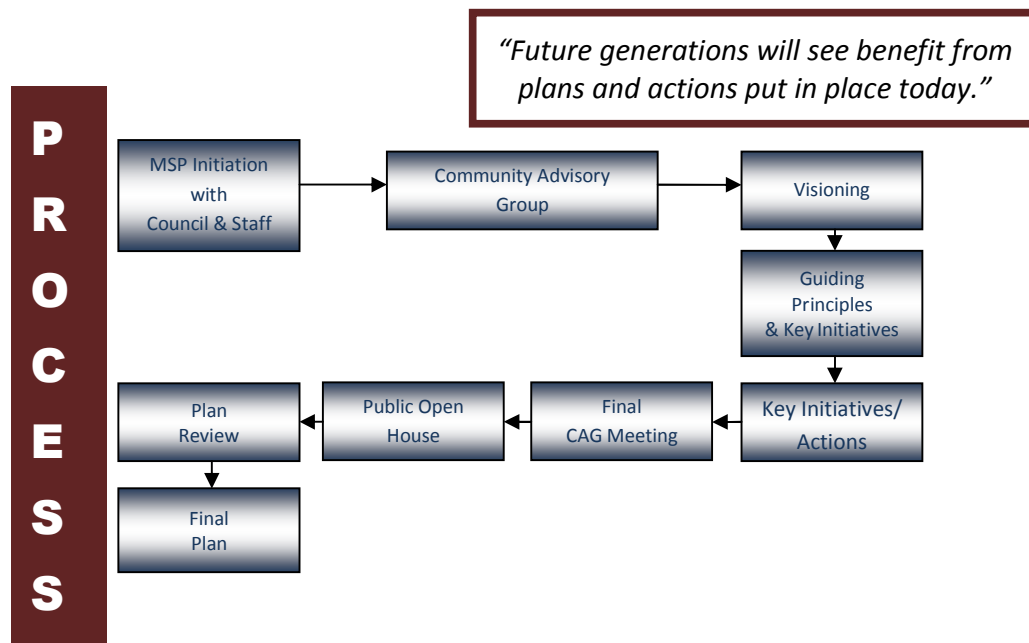 “Future generations will see benefit from
plans and actions put in place today.”
PROCESS
MSP Initiation
with
Council & Staff
Community Advisory
Group
Visioning
Guiding
Principles
& Key Initiatives
Key Initiatives/
Actions
Final
CAG Meeting
Public Open
House
Plan
Review
Final
Plan